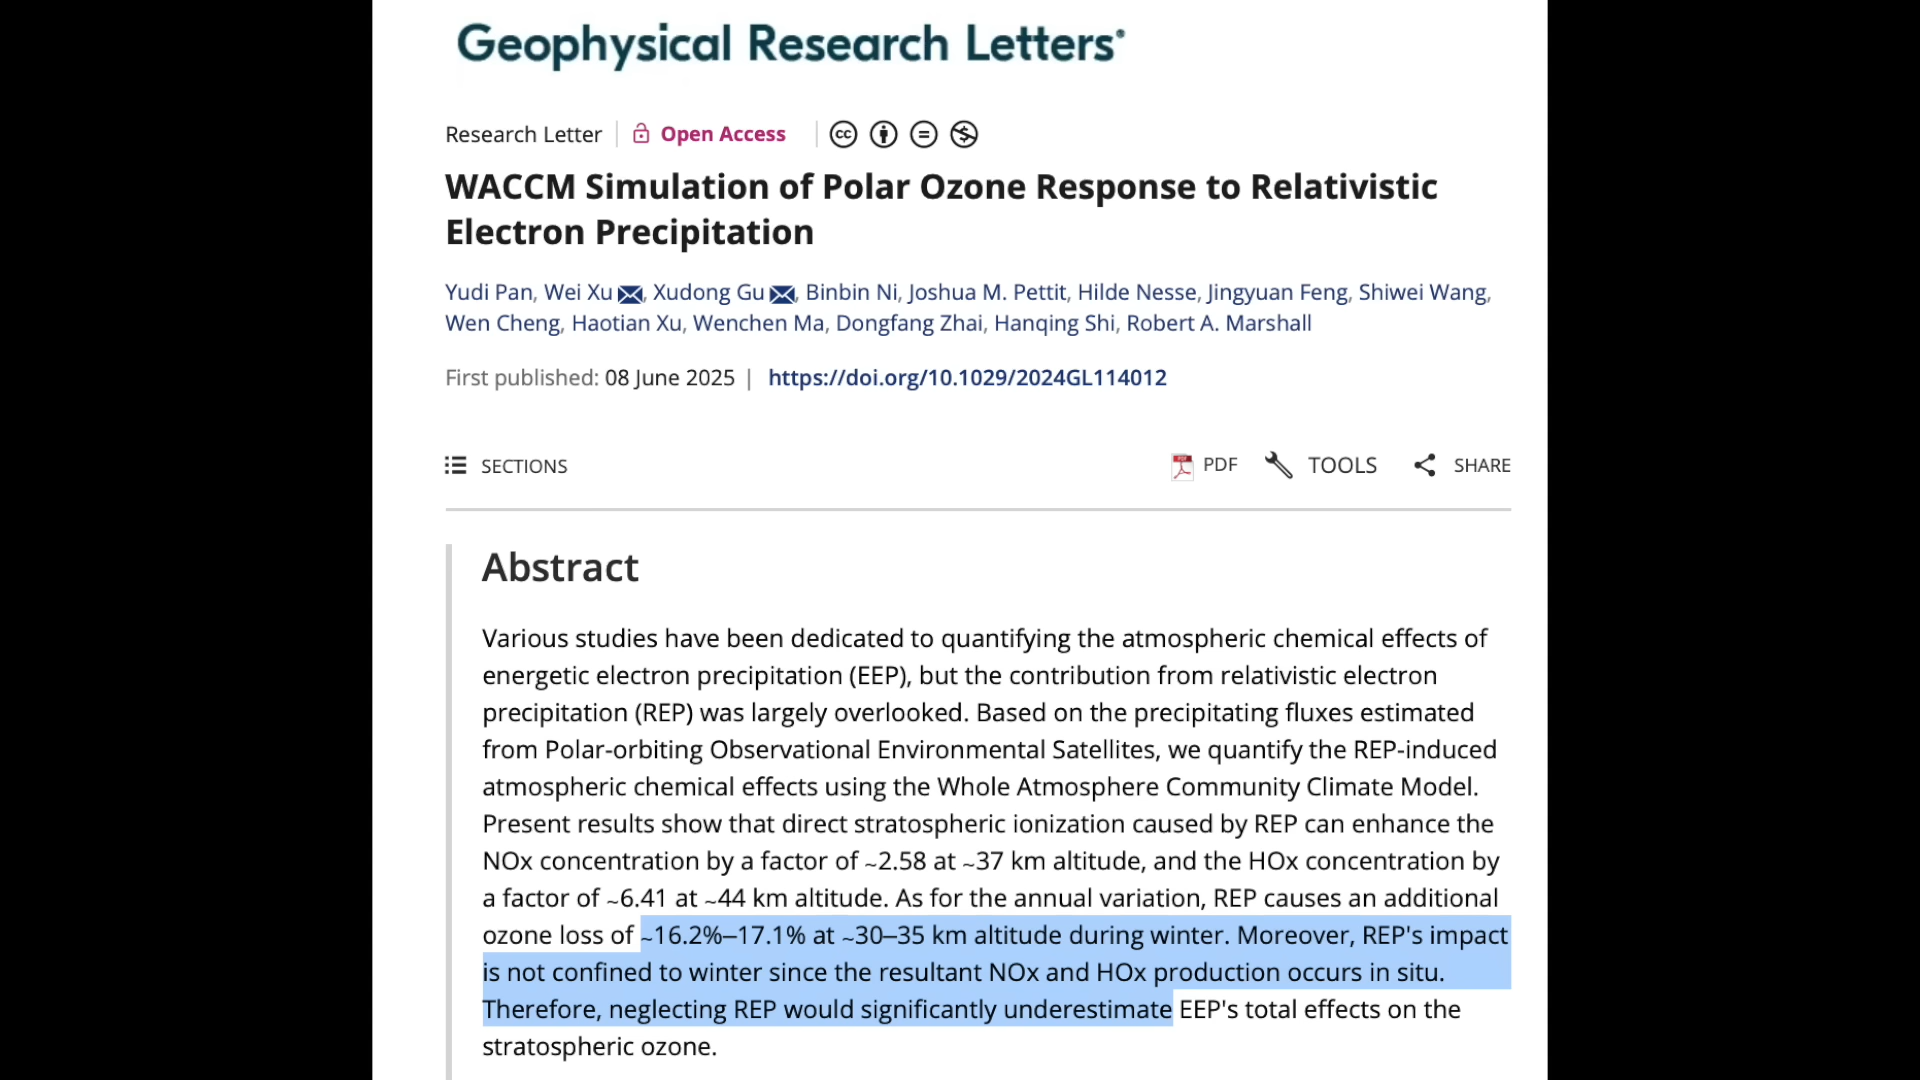 Geophysical Research Letters®
Research Letter | Open Access | cc
WACCM Simulation of Polar Ozone Response to Relativistic
Electron Precipitation
Yudi Pan, Wei Xu, Xudong Gu, Binbin Ni, Joshua M. Pettit, Hilde Nesse, Jingyuan Feng, Shiwei Wang,
Wen Cheng, Haotian Xu, Wenchen Ma, Dongfang Zhai, Hanqing Shi, Robert A. Marshall
First published: 08 June 2025 | https://doi.org/10.1029/2024GL114012
SECTIONS PDF TOOLS SHARE
Abstract
Various studies have been dedicated to quantifying the atmospheric chemical effects of
energetic electron precipitation (EEP), but the contribution from relativistic electron
precipitation (REP) was largely overlooked. Based on the precipitating fluxes estimated
from Polar-orbiting Observational Environmental Satellites, we quantify the REP-induced
atmospheric chemical effects using the Whole Atmosphere Community Climate Model.
Present results show that direct stratospheric ionization caused by REP can enhance the
NOx concentration by a factor of ~2.58 at ~37 km altitude, and the HOx concentration by
a factor of ~6.41 at ~44 km altitude. As for the annual variation, REP causes an additional
ozone loss of ~16.2%–17.1% at ~30–35 km altitude during winter. Moreover, REP's impact
is not confined to winter since the resultant NOx and HOx production occurs in situ.
Therefore, neglecting REP would significantly underestimate EEP's total effects on the
stratospheric ozone.